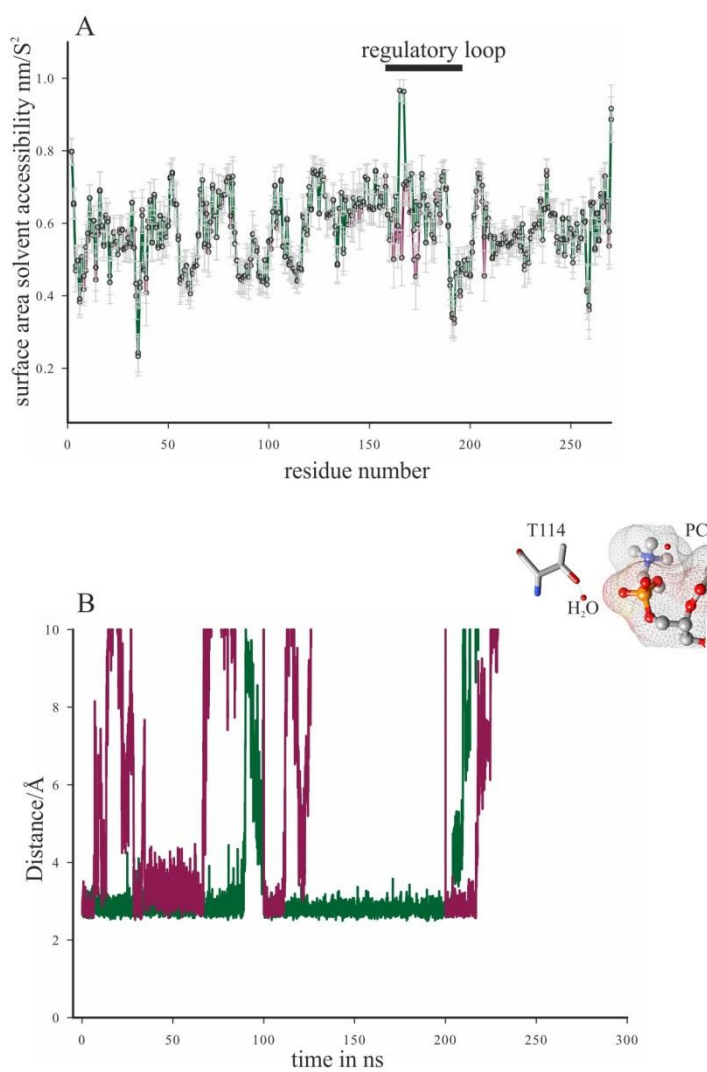 A
regulatory loop
surface area solvent accessibility nm/S²
1.0
0.8
0.6
0.4
0.2
0
50
100
150
200
250
residue number
T114
PC
H₂O
B
10
8
6
4
2
0
Distance/Å
0
50
100
150
200
250
300
time in ns